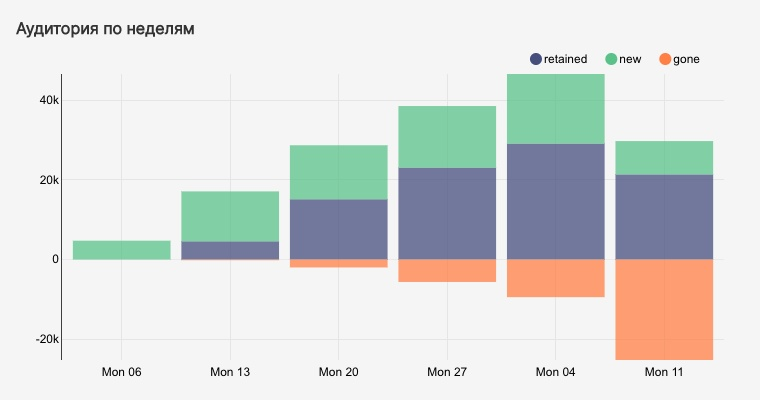 Аудитория по неделям
retained new gone
40k
20k
0
-20k
Mon 06 Mon 13 Mon 20 Mon 27 Mon 04 Mon 11